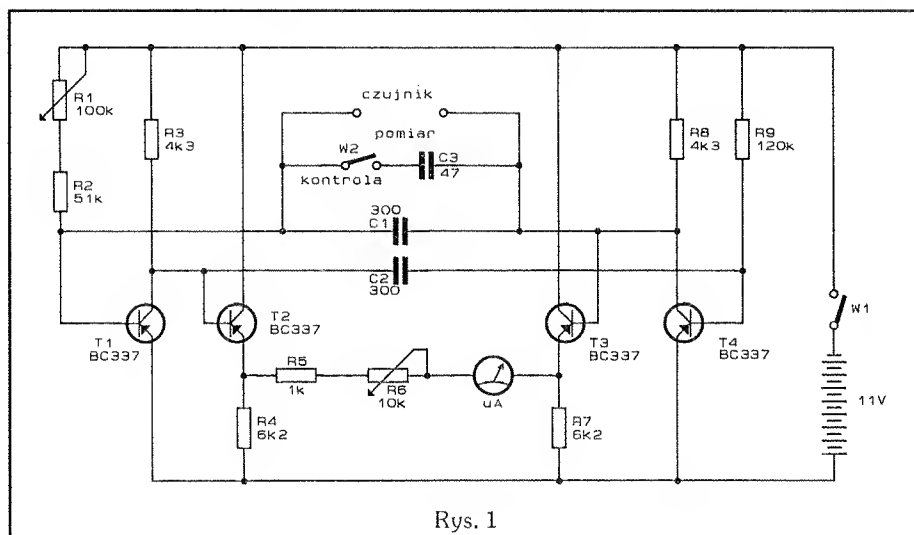 czujnik
R1
100k
R3
4k3
pomiar
R8
4k3
R9
120k
W2
C3
47
kontrola
R2
51k
300
C1
C2
300
T1
BC337
T2
BC337
T3
BC337
T4
BC337
W1
R5
1k
R6
10k
uA
11V
R4
6k2
R7
6k2
Rys. 1